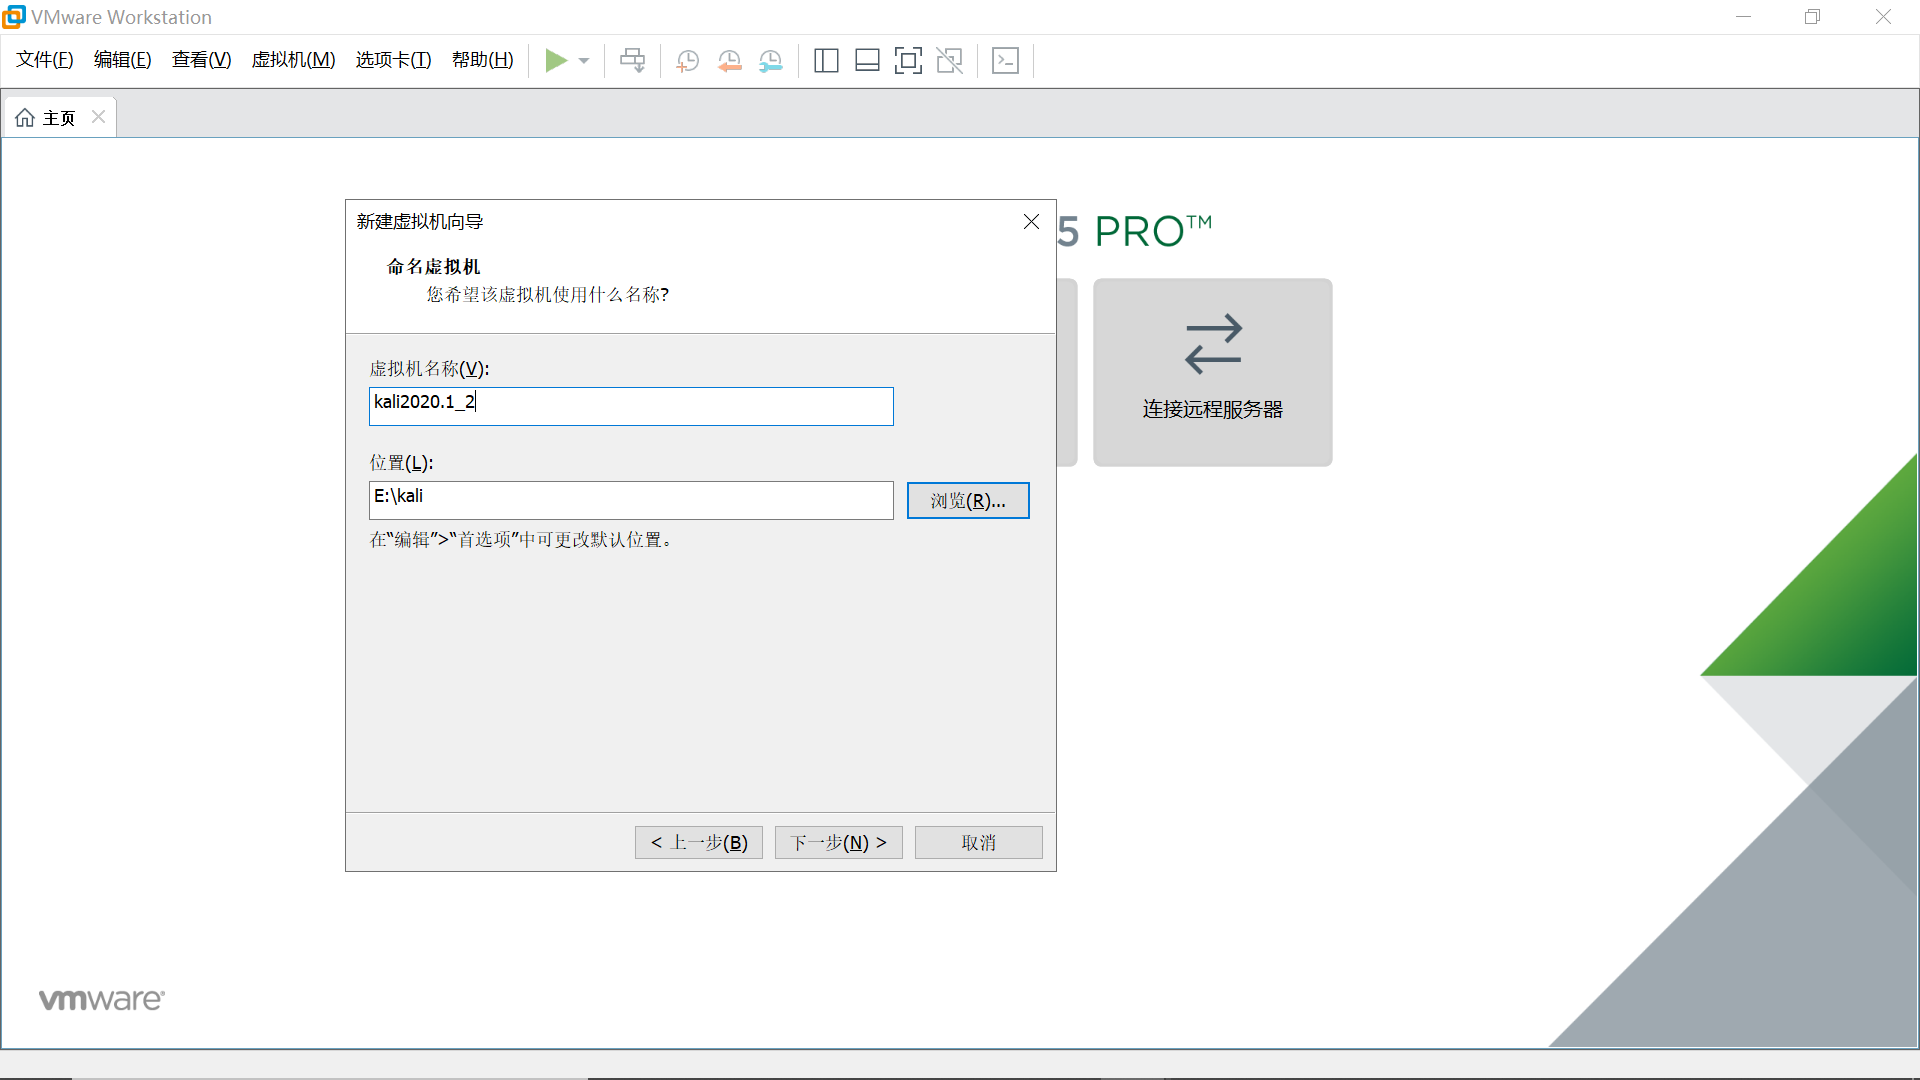 VMware Workstation
文件(F) 编辑(E) 查看(V) 虚拟机(M) 选项卡(T) 帮助(H)
主页
5 PRO™
新建虚拟机向导
命名虚拟机
您希望该虚拟机使用什么名称?
虚拟机名称(V):
kali2020.1_2
位置(L):
E:\kali
浏览(R)...
在“编辑”>“首选项”中可更改默认位置。
< 上一步(B)
下一步(N) >
取消
连接远程服务器
vmware®